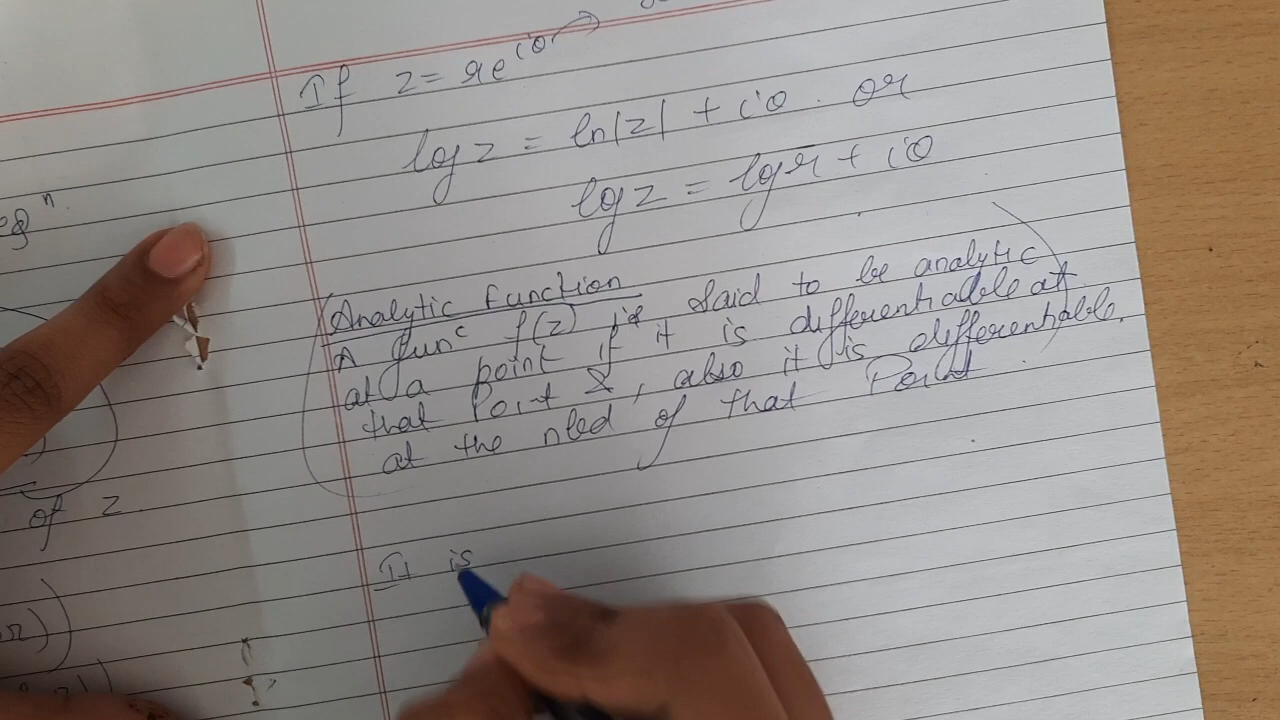 If z = re^{iθ}
log z = ln|z| + iθ . or
log z = log r + iθ
Analytic function
A func^c f(z) is said to be analytic
at a point if it is differentiable at
that Point &, also it is differentiable.
at the nbd of that Point
It is
of z.